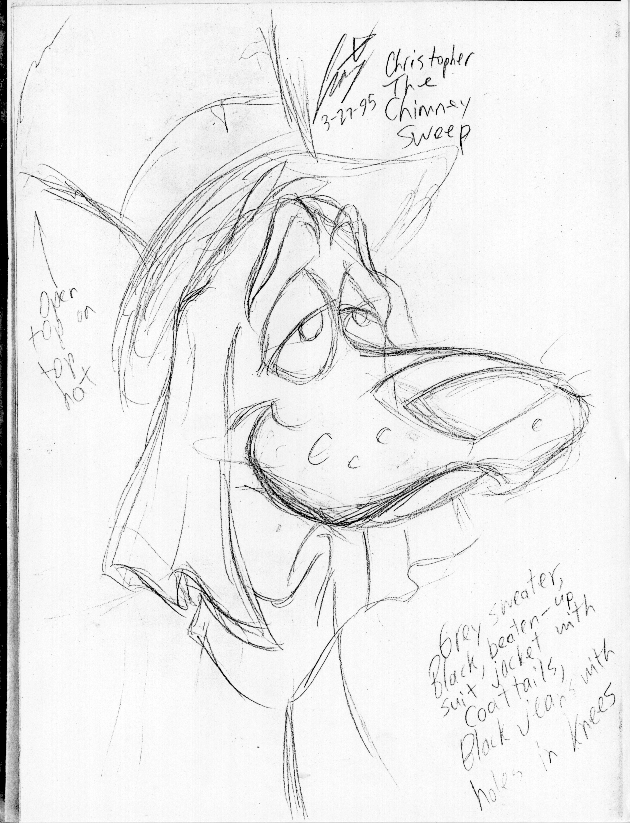 3-27-95
Christopher
The
Chimney
Sweep
open
top on
top
hat
Grey sweater,
Black, beaten-up
suit jacket with
Coattails,
Black Jeans with
holes in knees